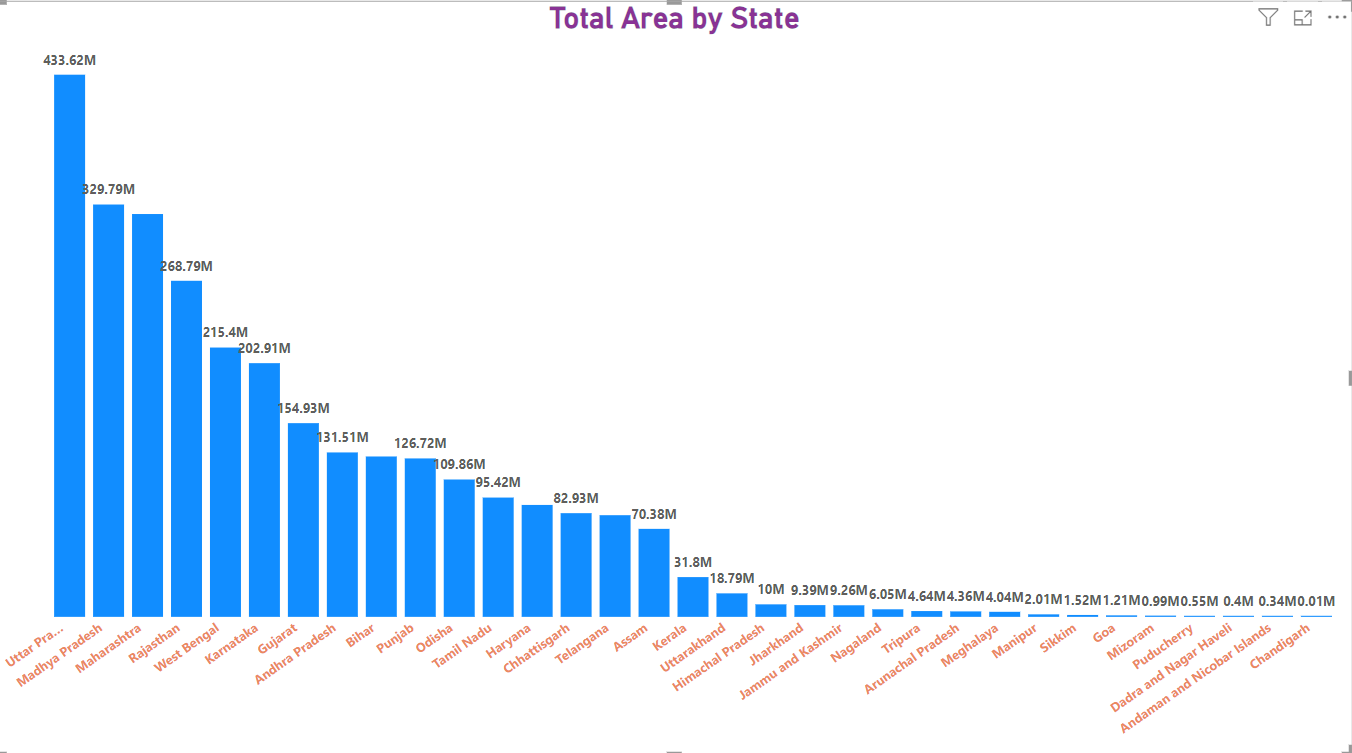 Total Area by State
433.62M
329.79M
268.79M
215.4M
202.91M
154.93M
131.51M
126.72M
109.86M
95.42M
82.93M
70.38M
31.8M
18.79M
10M
9.39M
9.26M
6.05M
4.64M
4.36M
4.04M
2.01M
1.52M
1.21M
0.99M
0.55M
0.4M
0.34M
0.01M
Uttar Pra...
Madhya Pradesh
Maharashtra
Rajasthan
West Bengal
Karnataka
Gujarat
Andhra Pradesh
Bihar
Punjab
Odisha
Tamil Nadu
Haryana
Chhattisgarh
Telangana
Assam
Kerala
Uttarakhand
Himachal Pradesh
Jharkhand
Jammu and Kashmir
Nagaland
Tripura
Arunachal Pradesh
Meghalaya
Manipur
Sikkim
Goa
Mizoram
Puducherry
Dadra and Nagar Haveli
Andaman and Nicobar Islands
Chandigarh